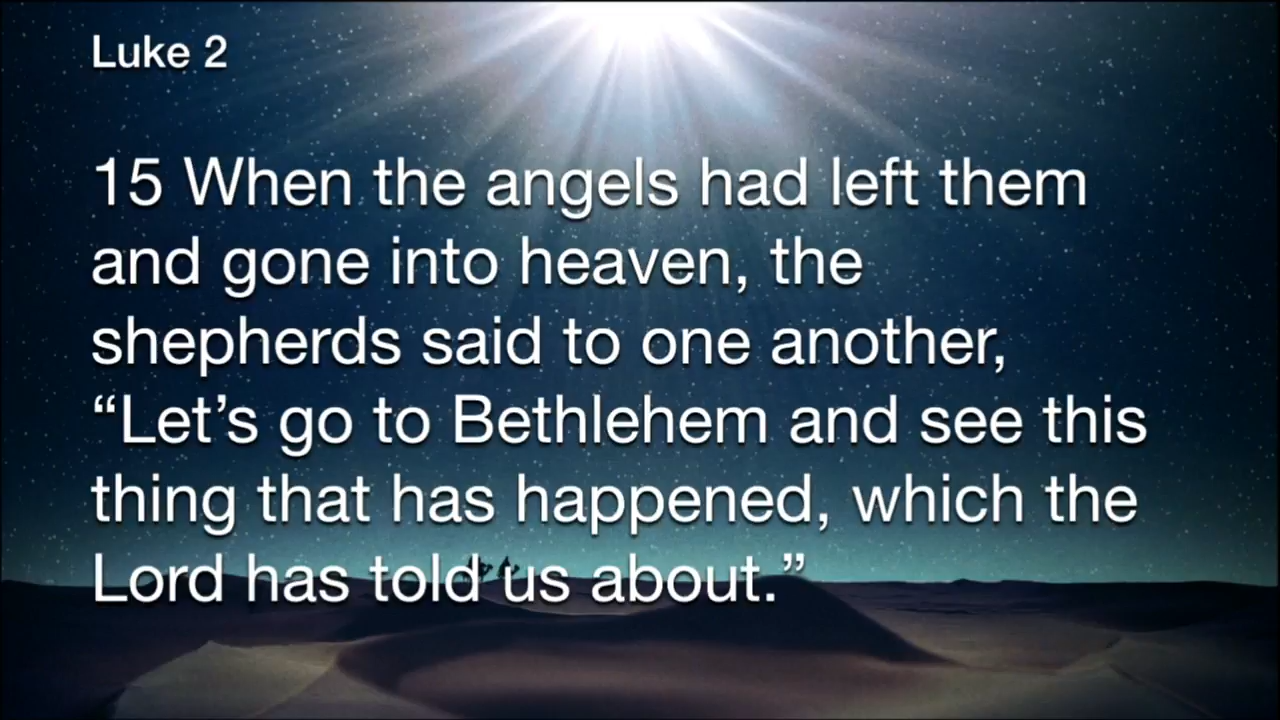 Luke 2
15 When the angels had left them
and gone into heaven, the
shepherds said to one another,
“Let’s go to Bethlehem and see this
thing that has happened, which the
Lord has told us about.”